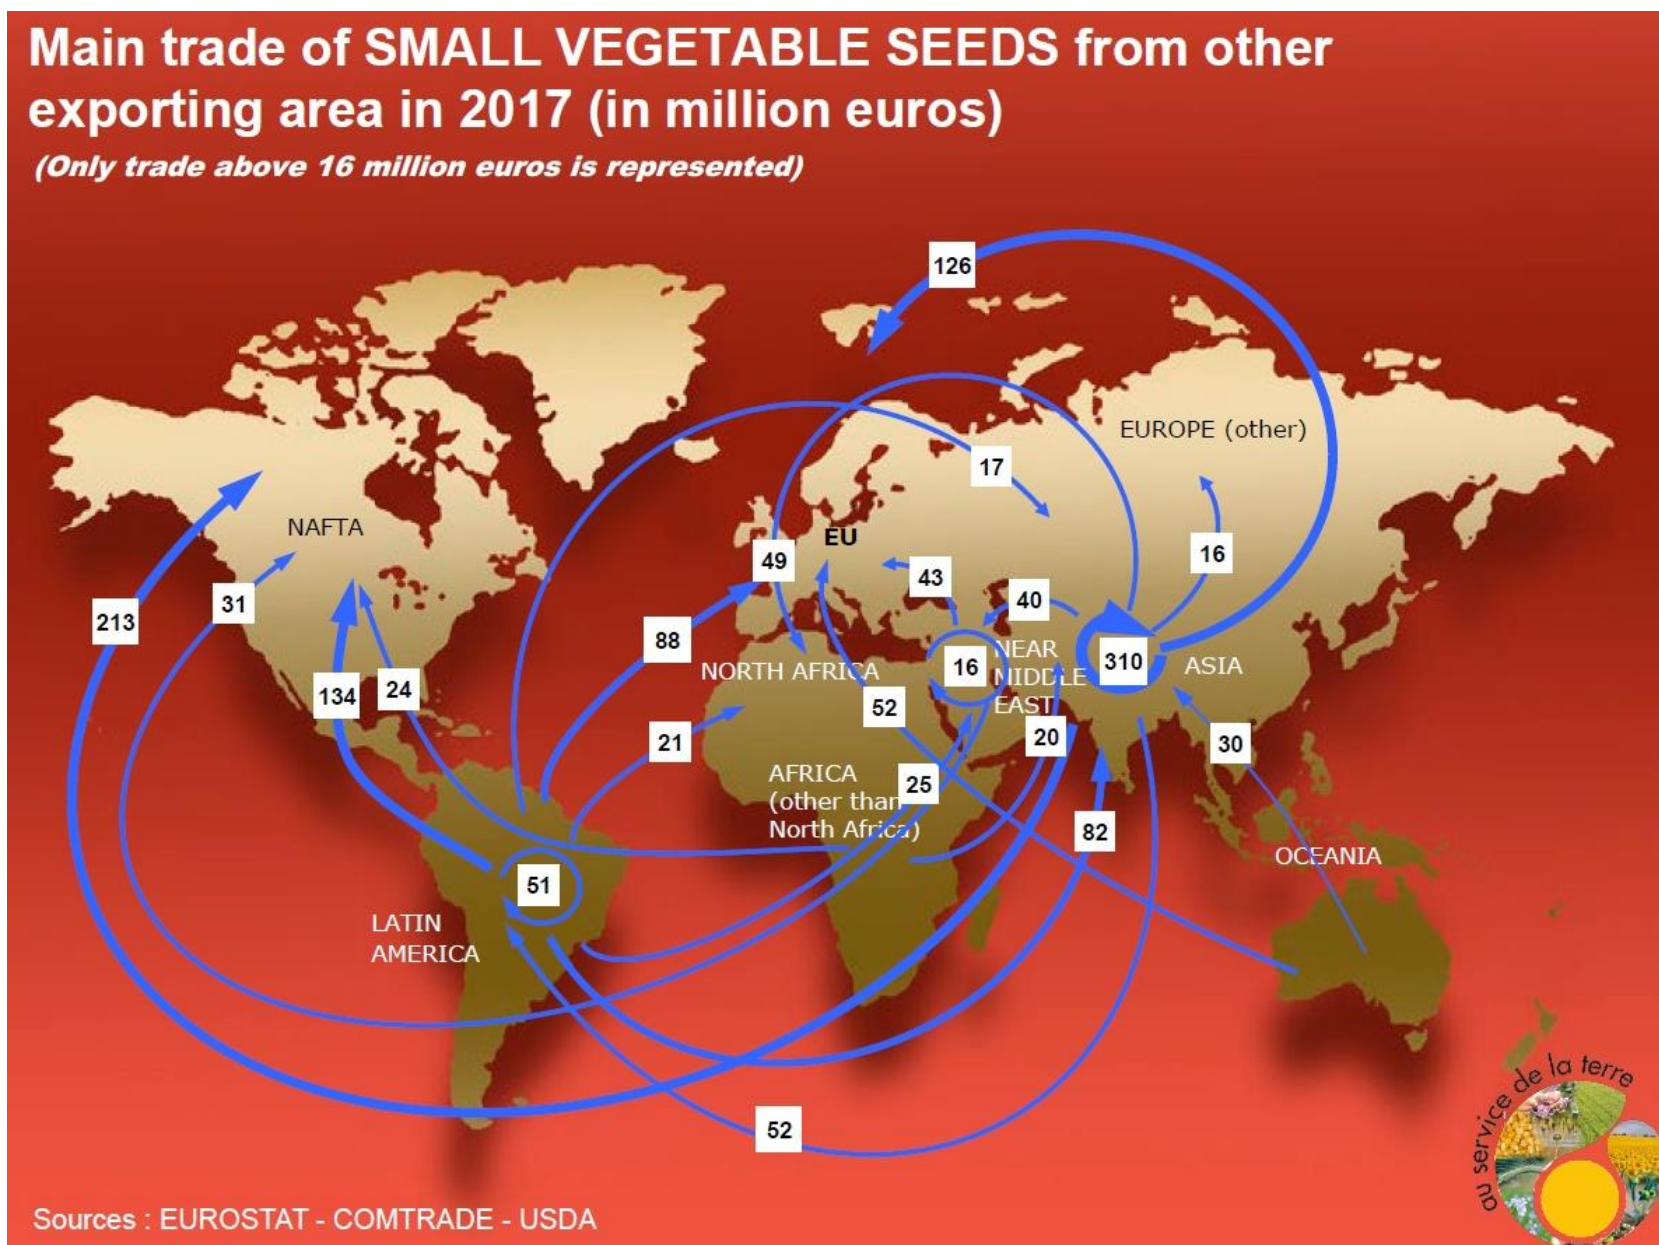 Main trade of SMALL VEGETABLE SEEDS from other
exporting area in 2017 (in million euros)
(Only trade above 16 million euros is represented)
126
EUROPE (other)
17
NAFTA
EU
16
49
43
40
31
213
88
NEAR
MIDDLE
EAST
16
310
ASIA
NORTH AFRICA
134
24
52
21
20
30
AFRICA
(other than
North Africa)
25
82
OCEANIA
51
LATIN
AMERICA
52
au service de la terre
Sources : EUROSTAT - COMTRADE - USDA